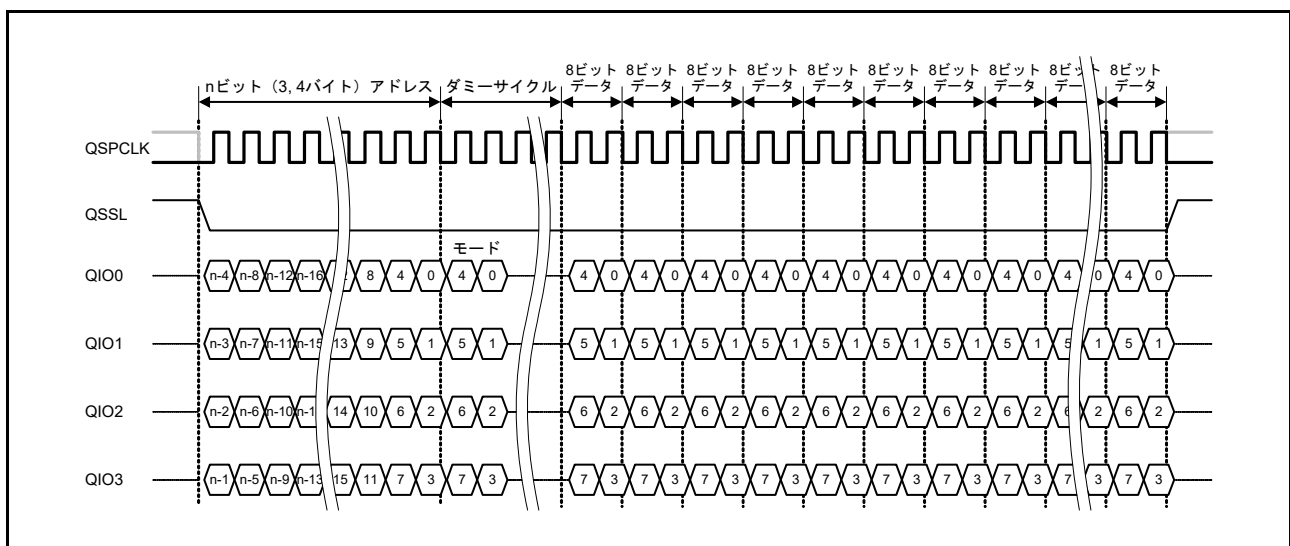 8ビット 8ビット 8ビット 8ビット 8ビット 8ビット 8ビット 8ビット 8ビット 8ビット
nビット（3, 4バイト）アドレス ダミーサイクル データ データ データ データ データ データ データ データ データ データ
QSPCLK
QSSL
モード
QIO0 n-4 n-8 n-12 n-16 8 4 0 4 0 4 0 4 0 4 0 4 0 4 0 4 0 4 0 4 0 4 0 4 0
QIO1 n-3 n-7 n-11 n-15 13 9 5 1 5 1 5 1 5 1 5 1 5 1 5 1 5 1 5 1 5 1 5 1 5 1
QIO2 n-2 n-6 n-10 14 10 6 2 6 2 6 2 6 2 6 2 6 2 6 2 6 2 6 2 6 2 6 2 6 2
QIO3 n-1 n-5 n-9 n-13 15 11 7 3 7 3 7 3 7 3 7 3 7 3 7 3 7 3 7 3 7 3 7 3 7 3